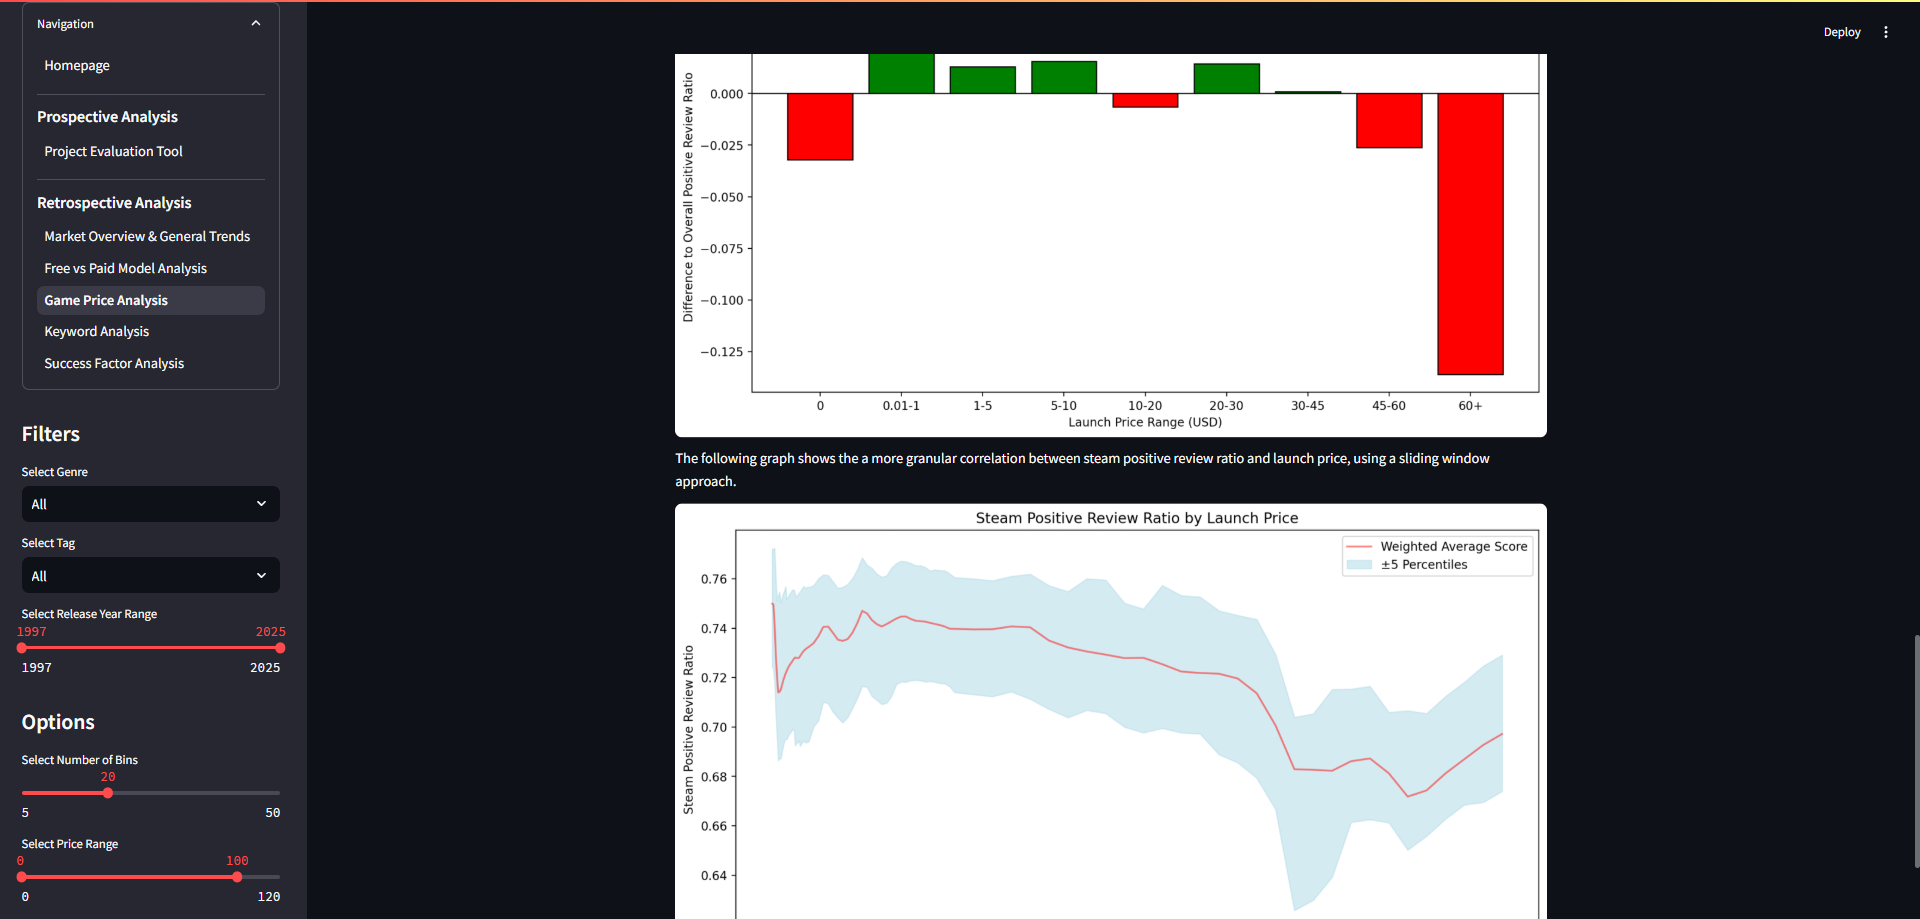 Navigation
Homepage
Prospective Analysis
Project Evaluation Tool
Retrospective Analysis
Market Overview & General Trends
Free vs Paid Model Analysis
Game Price Analysis
Keyword Analysis
Success Factor Analysis
Filters
Select Genre
All
Select Tag
All
Select Release Year Range
1997 2025
1997 2025
Options
Select Number of Bins
20
5 50
Select Price Range
0 100
0 120
Deploy
Difference to Overall Positive Review Ratio
0.000
−0.025
−0.050
−0.075
−0.100
−0.125
0 0.01-1 1-5 5-10 10-20 20-30 30-45 45-60 60+
Launch Price Range (USD)
The following graph shows the a more granular correlation between steam positive review ratio and launch price, using a sliding window
approach.
Steam Positive Review Ratio by Launch Price
Weighted Average Score
±5 Percentiles
Steam Positive Review Ratio
0.76
0.74
0.72
0.70
0.68
0.66
0.64